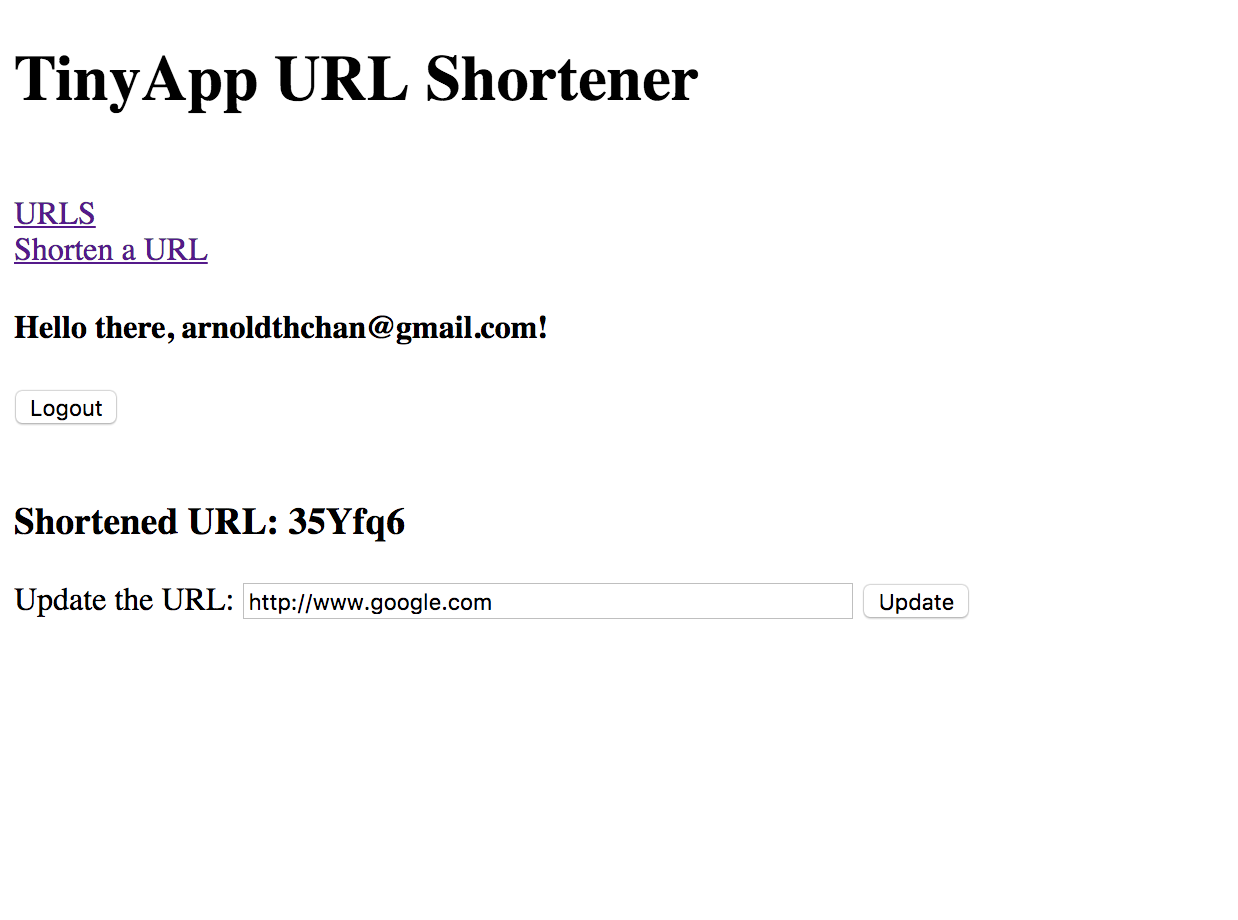 TinyApp URL Shortener
URLS
Shorten a URL
Hello there, arnoldthchan@gmail.com!
Logout
Shortened URL: 35Yfq6
Update the URL: http://www.google.com Update